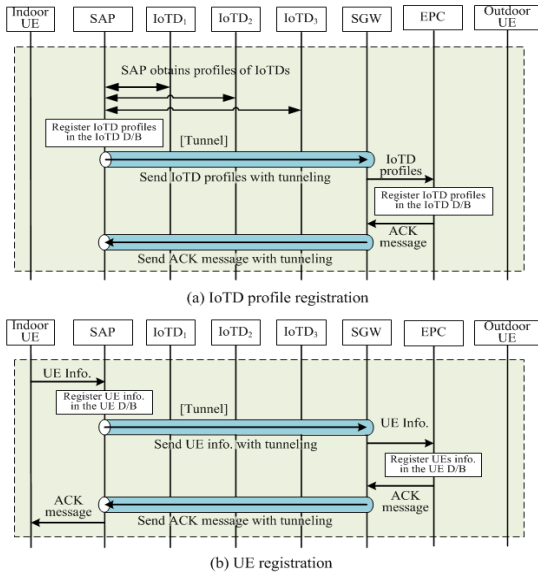 Indoor UE
SAP
IoTD1
IoTD2
IoTD3
SGW
EPC
Outdoor UE
SAP obtains profiles of IoTDs
Register IoTD profiles
in the IoTD D/B
[Tunnel]
IoTD
profiles
Send IoTD profiles with tunneling
Register IoTD profiles
in the IoTD D/B
ACK
message
Send ACK message with tunneling
(a) IoTD profile registration
Indoor UE
SAP
IoTD1
IoTD2
IoTD3
SGW
EPC
Outdoor UE
UE Info.
Register UE info.
in the UE D/B
[Tunnel]
UE Info.
Send UE info. with tunneling
Register UEs info.
in the UE D/B
ACK
message
ACK
message
Send ACK message with tunneling
(b) UE registration